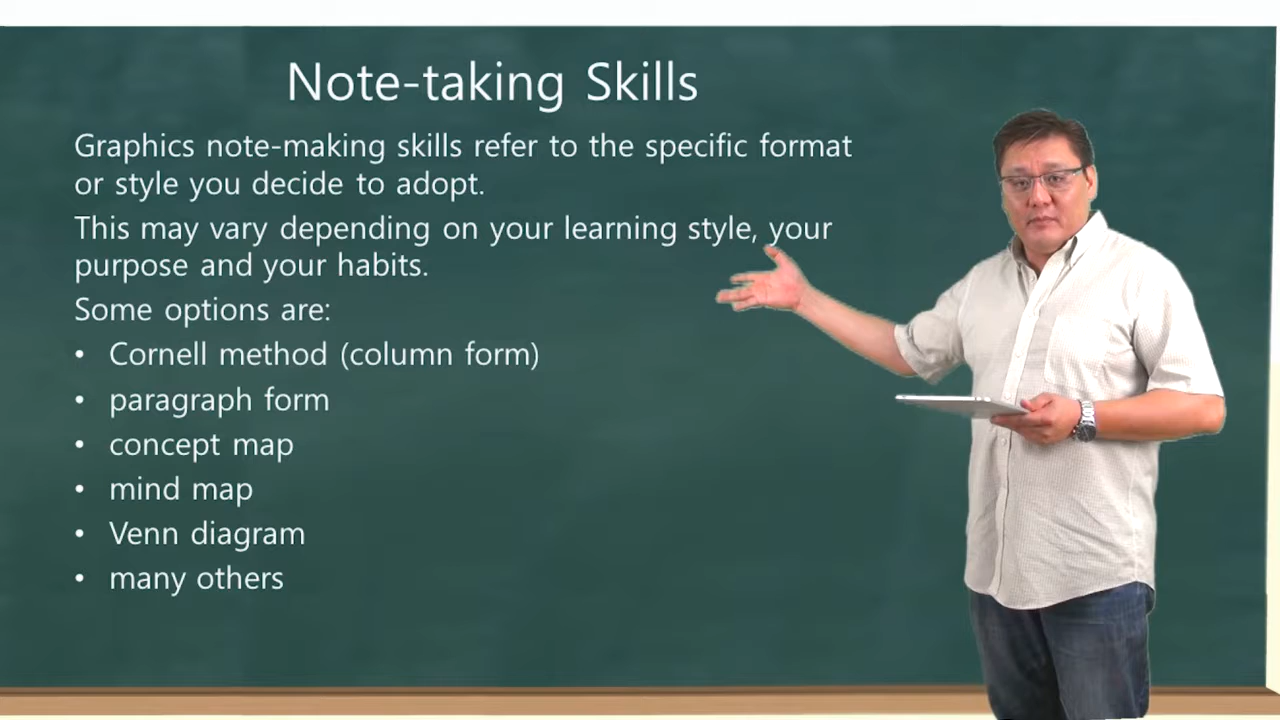 Note-taking Skills
Graphics note-making skills refer to the specific format
or style you decide to adopt.
This may vary depending on your learning style, your
purpose and your habits.
Some options are:
• Cornell method (column form)
• paragraph form
• concept map
• mind map
• Venn diagram
• many others